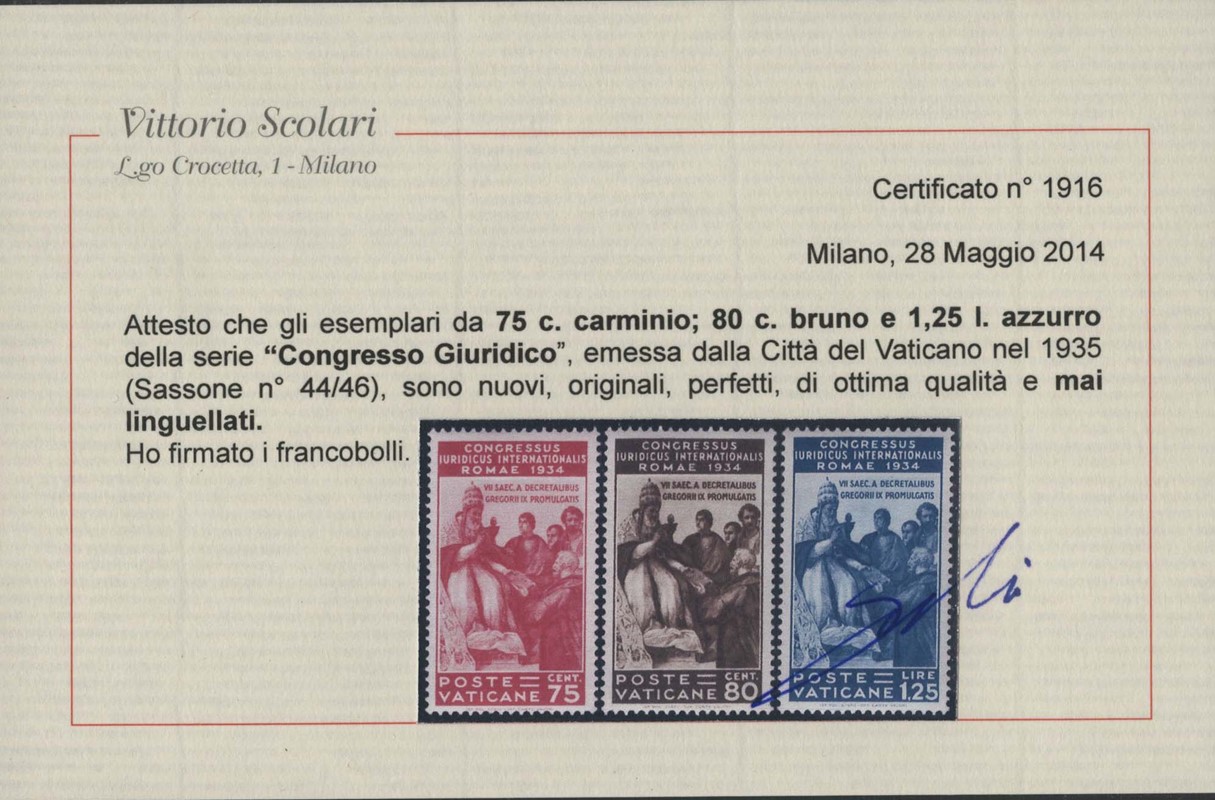 Vittorio Scolari
L.go Crocetta, 1 - Milano
Certificato n° 1916
Milano, 28 Maggio 2014
Attesto che gli esemplari da 75 c. carminio; 80 c. bruno e 1,25 l. azzurro
della serie “Congresso Giuridico”, emessa dalla Città del Vaticano nel 1935
(Sassone n° 44/46), sono nuovi, originali, perfetti, di ottima qualità e mai
linguellati.
Ho firmato i francobolli.
CONGRESSUS
IURIDICUS INTERNATIONALIS
ROMAE 1934
VII SAEC. A DECRETALIBUS
GREGORII IX PROMULGATIS
POSTE CENT.
VATICANE 75
CONGRESSUS
IURIDICUS INTERNATIONALIS
ROMAE 1934
VII SAEC. A DECRETALIBUS
GREGORII IX PROMULGATIS
POSTE CENT.
VATICANE 80
CONGRESSUS
IURIDICUS INTERNATIONALIS
ROMAE 1934
VII SAEC. A DECRETALIBUS
GREGORII IX PROMULGATIS
POSTE LIRE
VATICANE 1.25